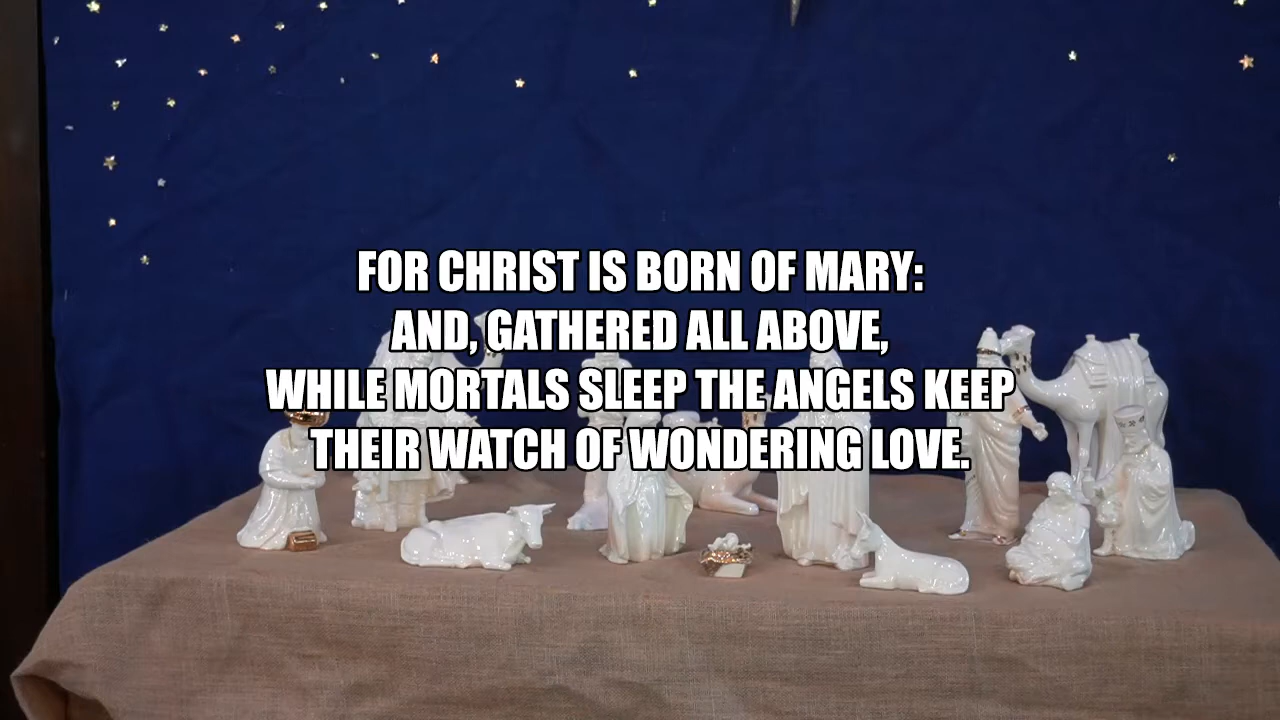 FOR CHRIST IS BORN OF MARY:
AND, GATHERED ALL ABOVE,
WHILE MORTALS SLEEP THE ANGELS KEEP
THEIR WATCH OF WONDERING LOVE.